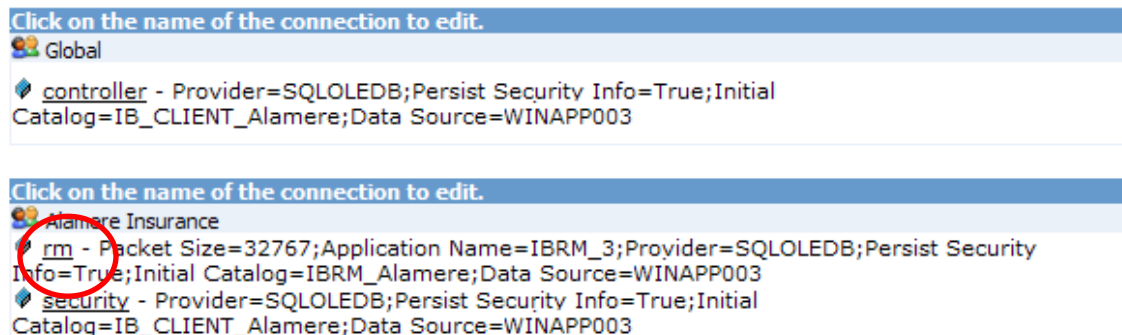 Click on the name of the connection to edit.
Global
controller - Provider=SQLOLEDB;Persist Security Info=True;Initial
Catalog=IB_CLIENT_Alamere;Data Source=WINAPP003
Click on the name of the connection to edit.
Alamere Insurance
rm - Packet Size=32767;Application Name=IBRM_3;Provider=SQLOLEDB;Persist Security
Info=True;Initial Catalog=IBRM_Alamere;Data Source=WINAPP003
security - Provider=SQLOLEDB;Persist Security Info=True;Initial
Catalog=IB_CLIENT_Alamere;Data Source=WINAPP003